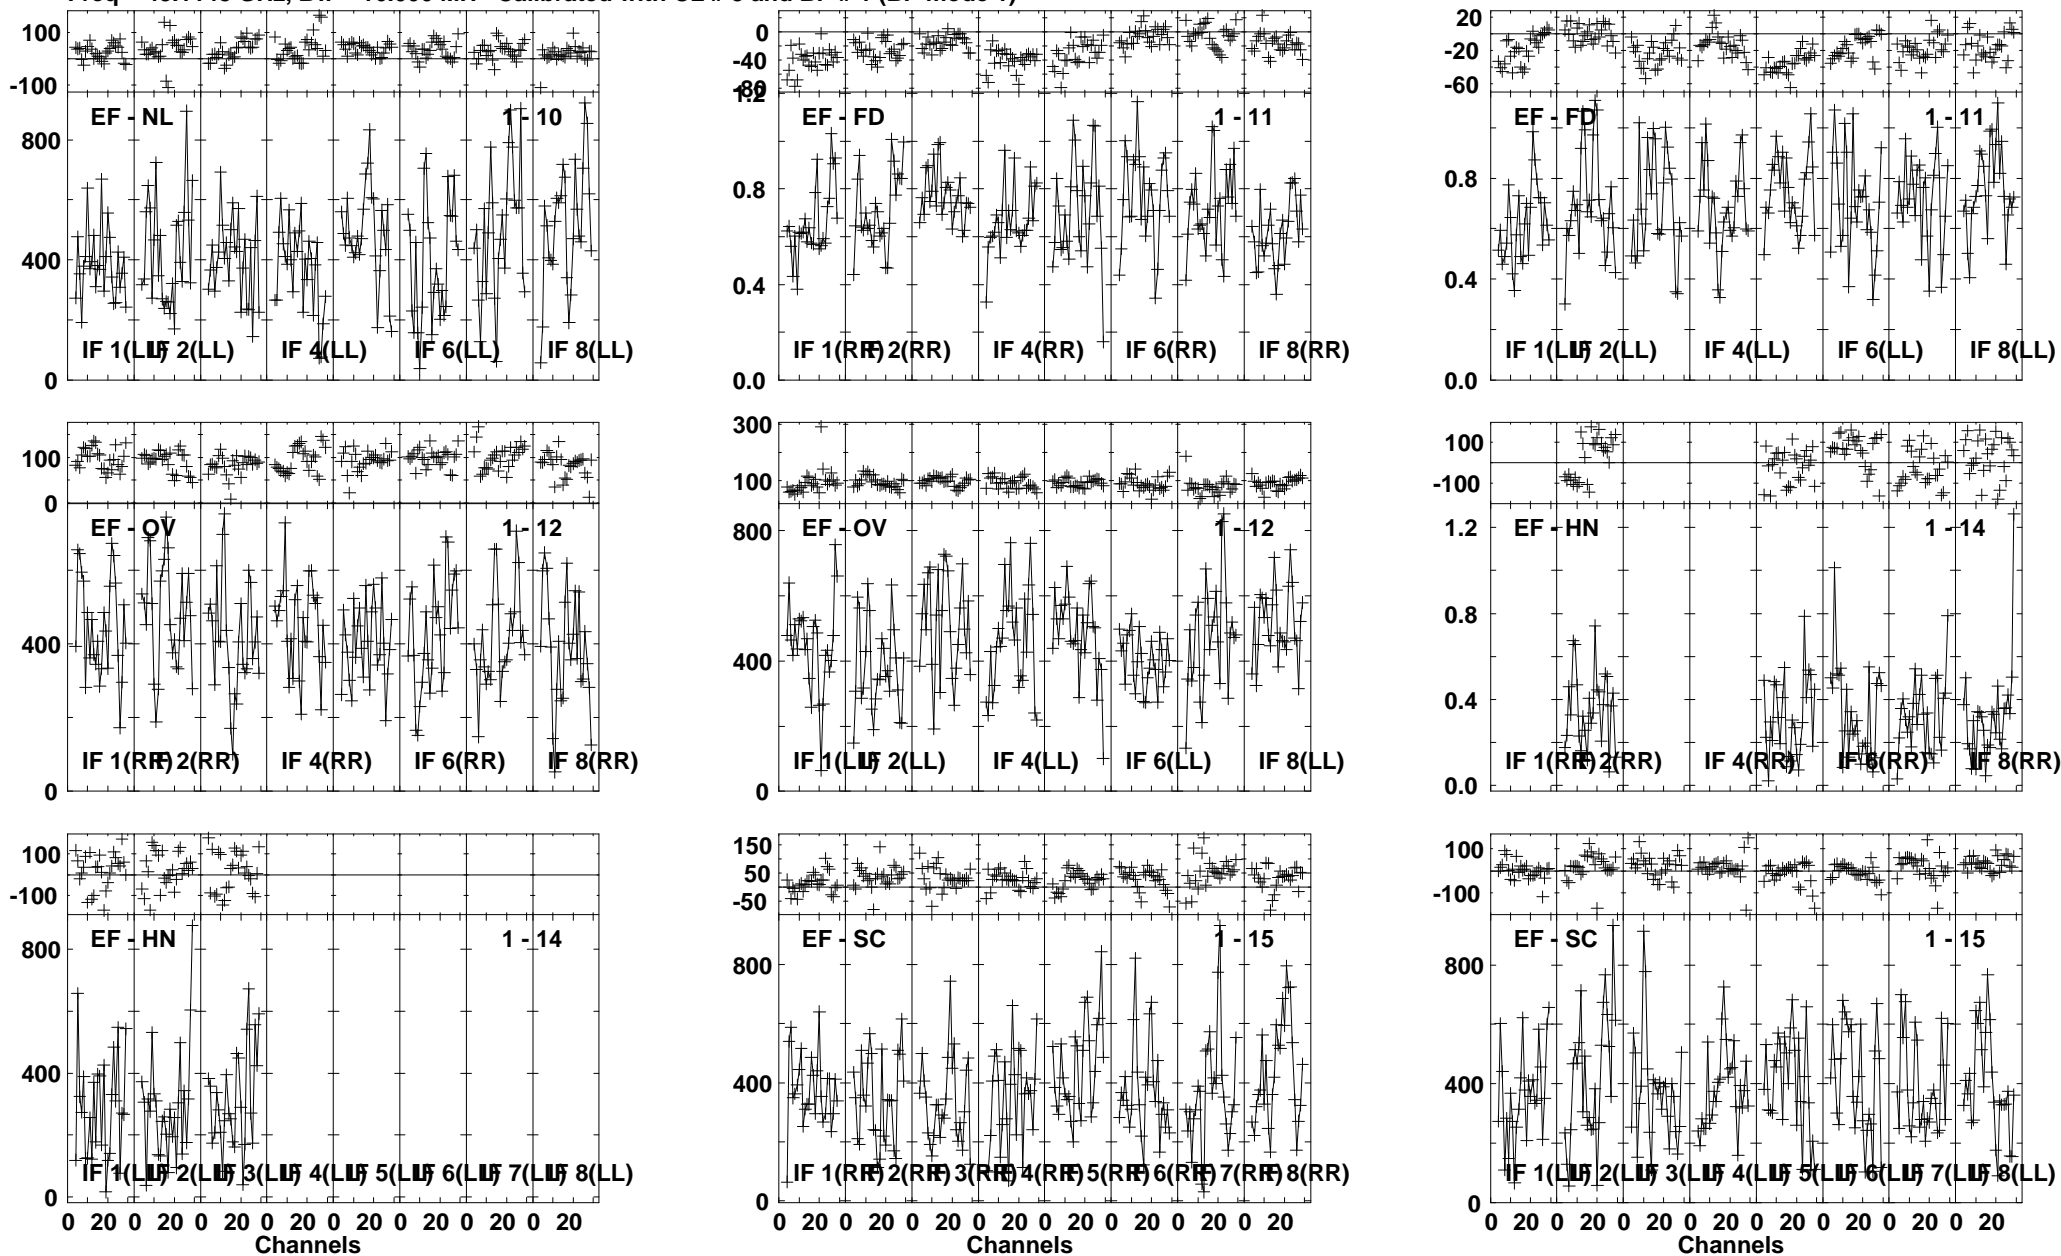 100
-100
EF - NL
1 - 10
800
400
0
IF 1(LL) IF 2(LL) IF 4(LL) IF 6(LL) IF 8(LL)
0
-40
-80
1.2
EF - FD
1 - 11
0.8
0.4
0.0
IF 1(RR) IF 2(RR) IF 4(RR) IF 6(RR) IF 8(RR)
20
-20
-60
EF - FD
1 - 11
0.8
0.4
0.0
IF 1(LL) IF 2(LL) IF 4(LL) IF 6(LL) IF 8(LL)
100
0
EF - OV
1 - 12
400
0
IF 1(RR) IF 2(RR) IF 4(RR) IF 6(RR) IF 8(RR)
300
100
EF - OV
1 - 12
800
400
0
IF 1(LL) IF 2(LL) IF 4(LL) IF 6(LL) IF 8(LL)
100
-100
EF - HN
1 - 14
1.2
0.8
0.4
0.0
IF 1(RR) IF 2(RR) IF 4(RR) IF 6(RR) IF 8(RR)
100
-100
EF - HN
1 - 14
800
400
0
IF 1(LL) IF 2(LL) IF 3(LL) IF 4(LL) IF 5(LL) IF 6(LL) IF 7(LL) IF 8(LL)
0 20 0 20 0 20 0 20 0 20 0 20 0 20 0 20
Channels
150
50
-50
EF - SC
1 - 15
800
400
0
IF 1(RR) IF 2(RR) IF 3(RR) IF 4(RR) IF 5(RR) IF 6(RR) IF 7(RR) IF 8(RR)
0 20 0 20 0 20 0 20 0 20 0 20 0 20 0 20
Channels
100
-100
EF - SC
1 - 15
800
400
0
IF 1(LL) IF 2(LL) IF 3(LL) IF 4(LL) IF 5(LL) IF 6(LL) IF 7(LL) IF 8(LL)
0 20 0 20 0 20 0 20 0 20 0 20 0 20 0 20
Channels